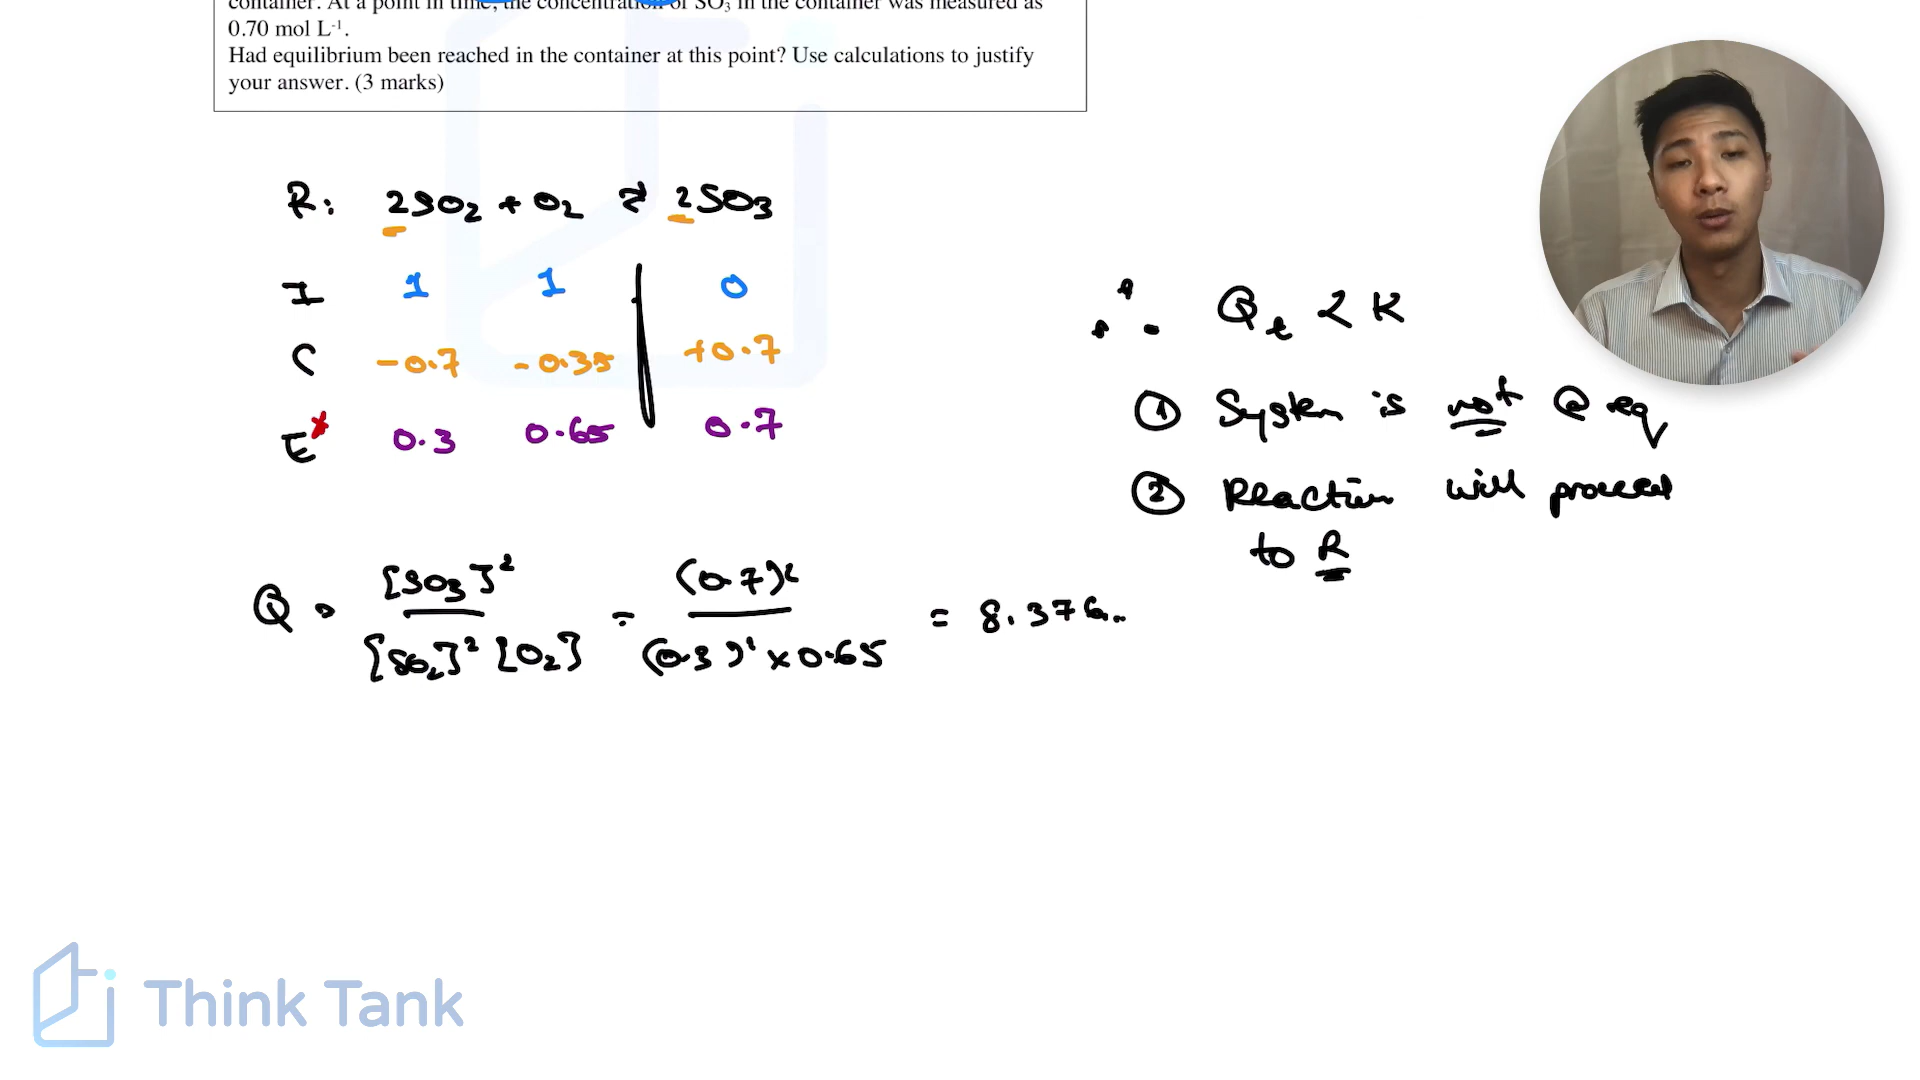 container. At a point in time, the concentration of SO₃ in the container was measured as
0.70 mol L⁻¹.
Had equilibrium been reached in the container at this point? Use calculations to justify
your answer. (3 marks)
R: 2SO₂ + O₂ ⇌ 2SO₃
I 1 1 0
C -0.7 -0.35 +0.7
E* 0.3 0.65 0.7
Q = [SO₃]² / [SO₂]² [O₂] = (0.7)² / (0.3)² × 0.65 = 8.376...
∴ Qt < K
① System is not @ eq
② Reaction will proceed
to R
Think Tank